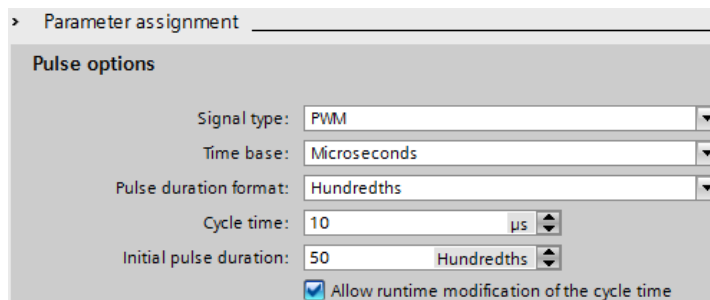 Parameter assignment
Pulse options
Signal type: PWM
Time base: Microseconds
Pulse duration format: Hundredths
Cycle time: 10 µs
Initial pulse duration: 50 Hundredths
Allow runtime modification of the cycle time